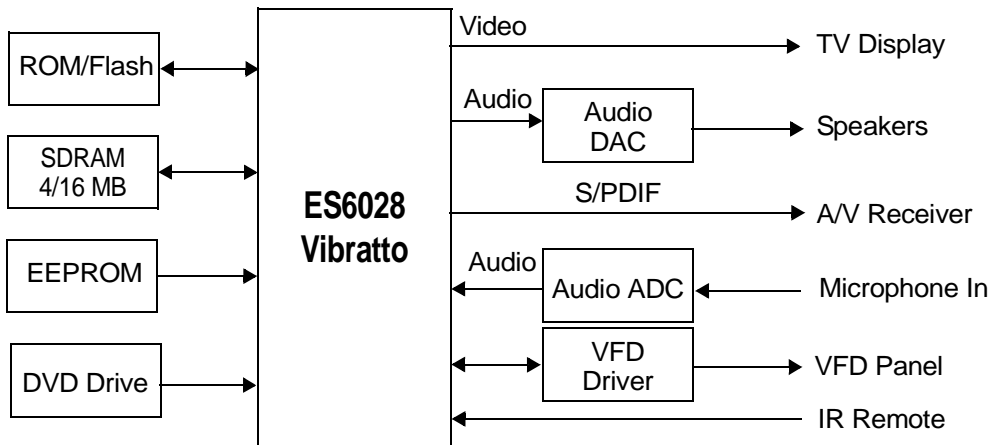 Video
TV Display
ROM/Flash
Audio
Audio
DAC
Speakers
SDRAM
4/16 MB
S/PDIF
A/V Receiver
ES6028
Vibratto
EEPROM
Audio
Audio ADC
Microphone In
DVD Drive
VFD
Driver
VFD Panel
IR Remote